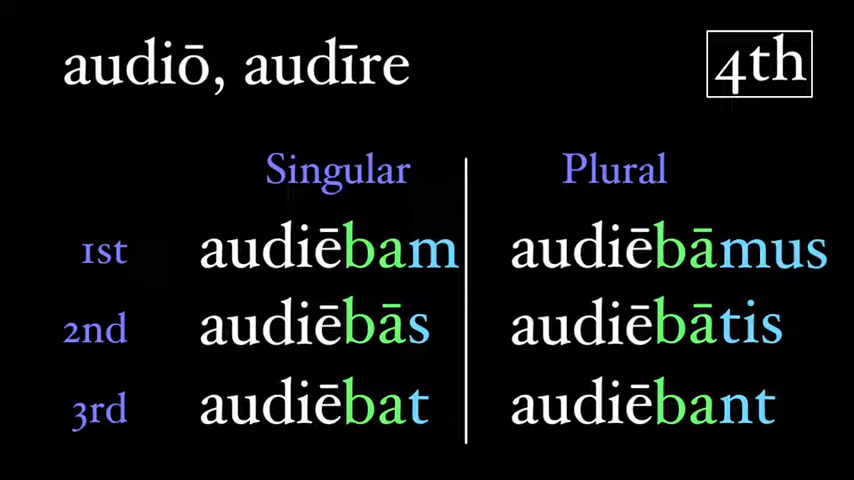 audiō, audīre 4th
Singular Plural
1st audiēbam audiēbāmus
2nd audiēbās audiēbātis
3rd audiēbat audiēbant